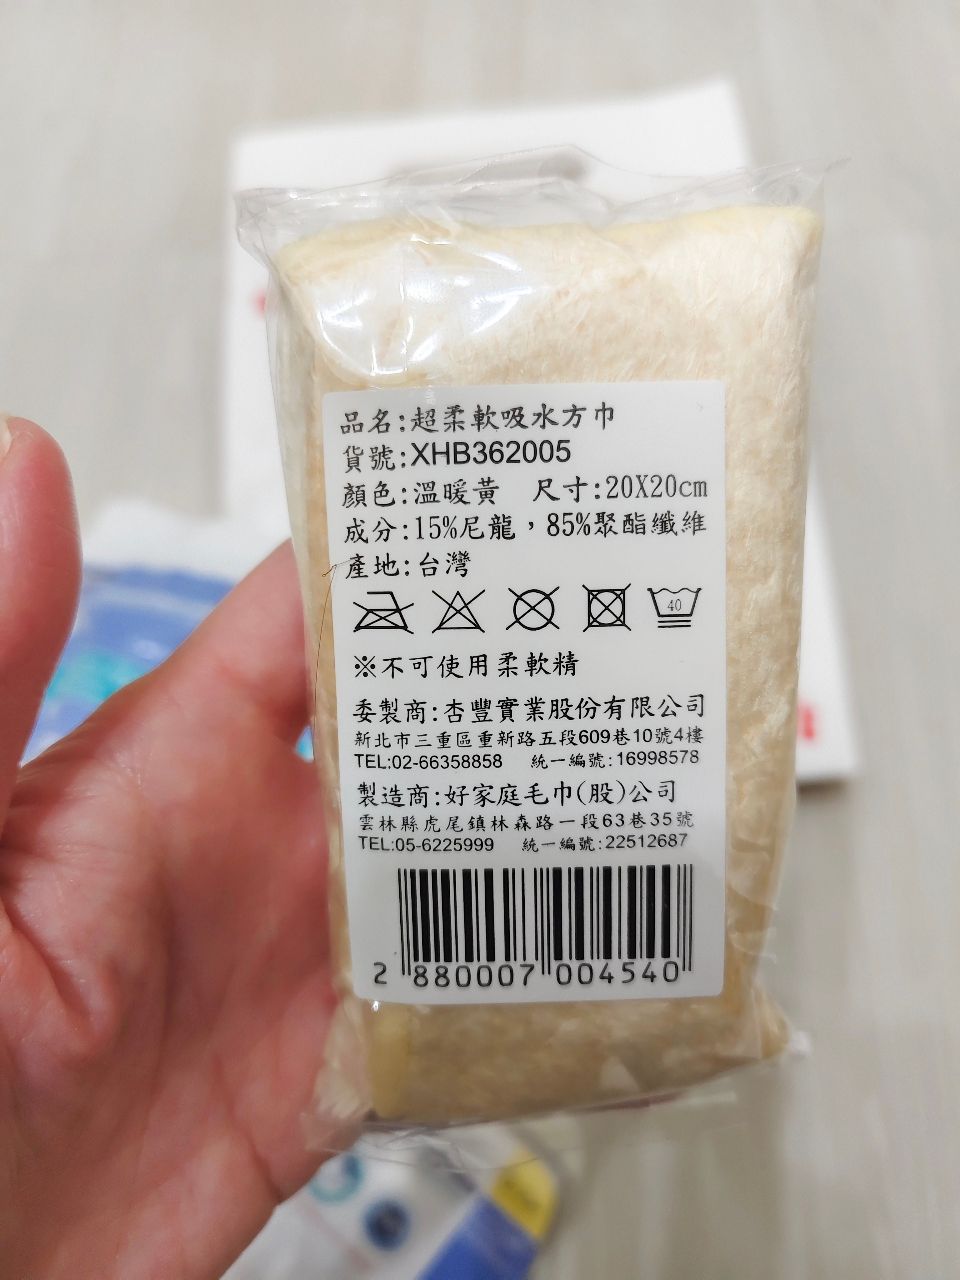 品名:超柔軟吸水方巾
貨號:XHB362005
顏色:溫暖黃 尺寸:20X20cm
成分:15%尼龍,85%聚酯纖維
產地:台灣
40
※不可使用柔軟精
委製商:杏豐實業股份有限公司
新北市三重區重新路五段609巷10號4樓
TEL:02-66358858 統一編號:16998578
製造商:好家庭毛巾(股)公司
雲林縣虎尾鎮林森路一段63巷35號
TEL:05-6225999 統一編號:22512687
2 880007 004540